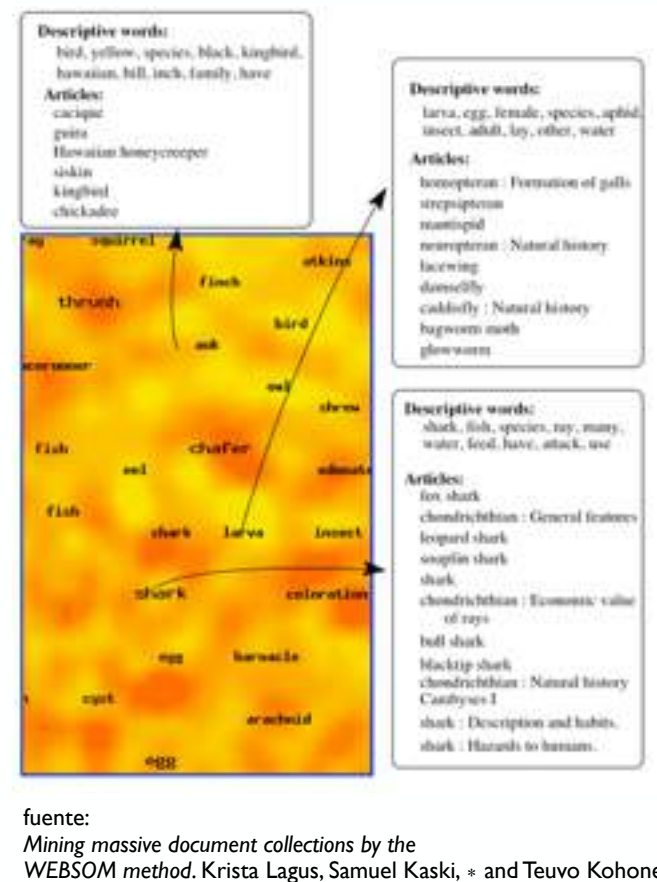 Descriptive words:
bird, yellow, species, black, kingbird,
hawaiian, bill, inch, family, have
Articles:
cacique
guira
Hawaiian honeycreeper
siskin
kingbird
chickadee
Descriptive words:
larva, egg, female, species, aphid,
insect, adult, lay, other, water
Articles:
homopteran : Formation of galls
strepsipteran
mantispid
neuropteran : Natural history
lacewing
damselfly
caddisfly : Natural history
bagworm moth
glowworm
squirrel
atkins
finch
thrush
bird
auk
owl
shrew
fish
chafer
eel
fish
shark
larva
insect
shark
coloration
egg
barnacle
cyst
arachnid
egg
Descriptive words:
shark, fish, species, ray, many,
water, feed, have, attack, use
Articles:
fox shark
chondrichthian : General features
leopard shark
soupfin shark
shark
chondrichthian : Economic value
of rays
bull shark
blacktip shark
chondrichthian : Natural history
Cambyses I
shark : Description and habits.
shark : Hazards to humans.
fuente:
Mining massive document collections by the
WEBSOM method. Krista Lagus, Samuel Kaski, * and Teuvo Kohone